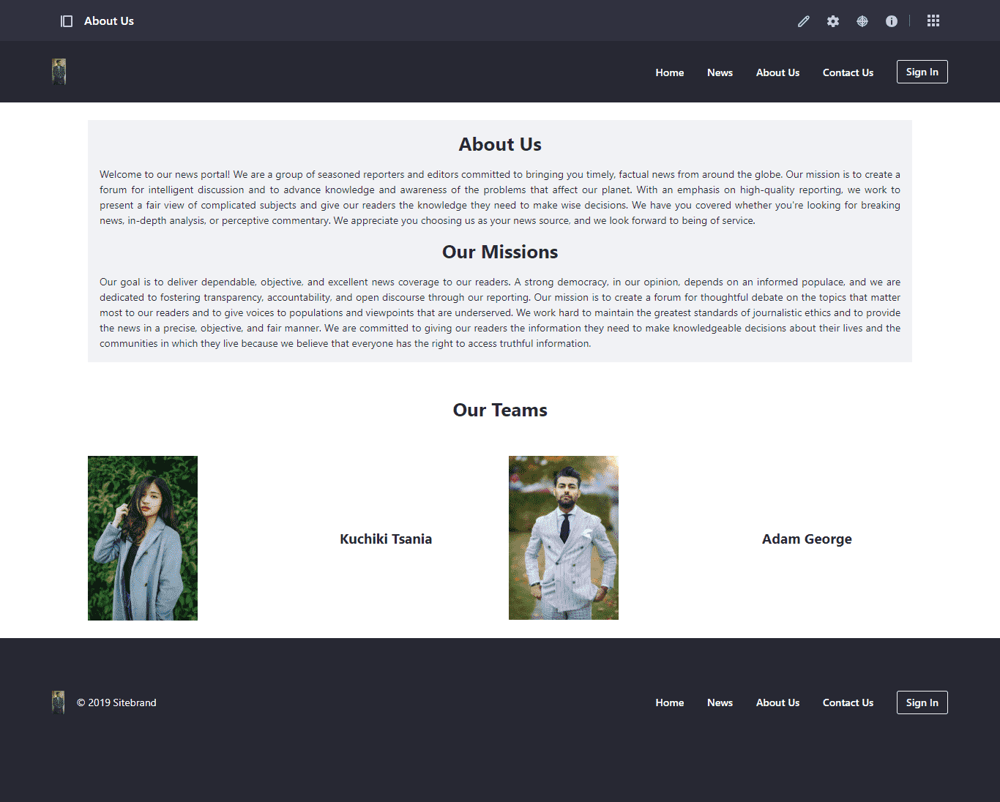 About Us
Home News About Us Contact Us Sign In
About Us
Welcome to our news portal! We are a group of seasoned reporters and editors committed to bringing you timely, factual news from around the globe. Our mission is to create a
forum for intelligent discussion and to advance knowledge and awareness of the problems that affect our planet. With an emphasis on high-quality reporting, we work to
present a fair view of complicated subjects and give our readers the knowledge they need to make wise decisions. We have you covered whether you're looking for breaking
news, in-depth analysis, or perceptive commentary. We appreciate you choosing us as your news source, and we look forward to being of service.
Our Missions
Our goal is to deliver dependable, objective, and excellent news coverage to our readers. A strong democracy, in our opinion, depends on an informed populace, and we are
dedicated to fostering transparency, accountability, and open discourse through our reporting. Our mission is to create a forum for thoughtful debate on the topics that matter
most to our readers and to give voices to populations and viewpoints that are underserved. We work hard to maintain the greatest standards of journalistic ethics and to provide
the news in a precise, objective, and fair manner. We are committed to giving our readers the information they need to make knowledgeable decisions about their lives and the
communities in which they live because we believe that everyone has the right to access truthful information.
Our Teams
Kuchiki Tsania
Adam George
© 2019 Sitebrand
Home News About Us Contact Us Sign In